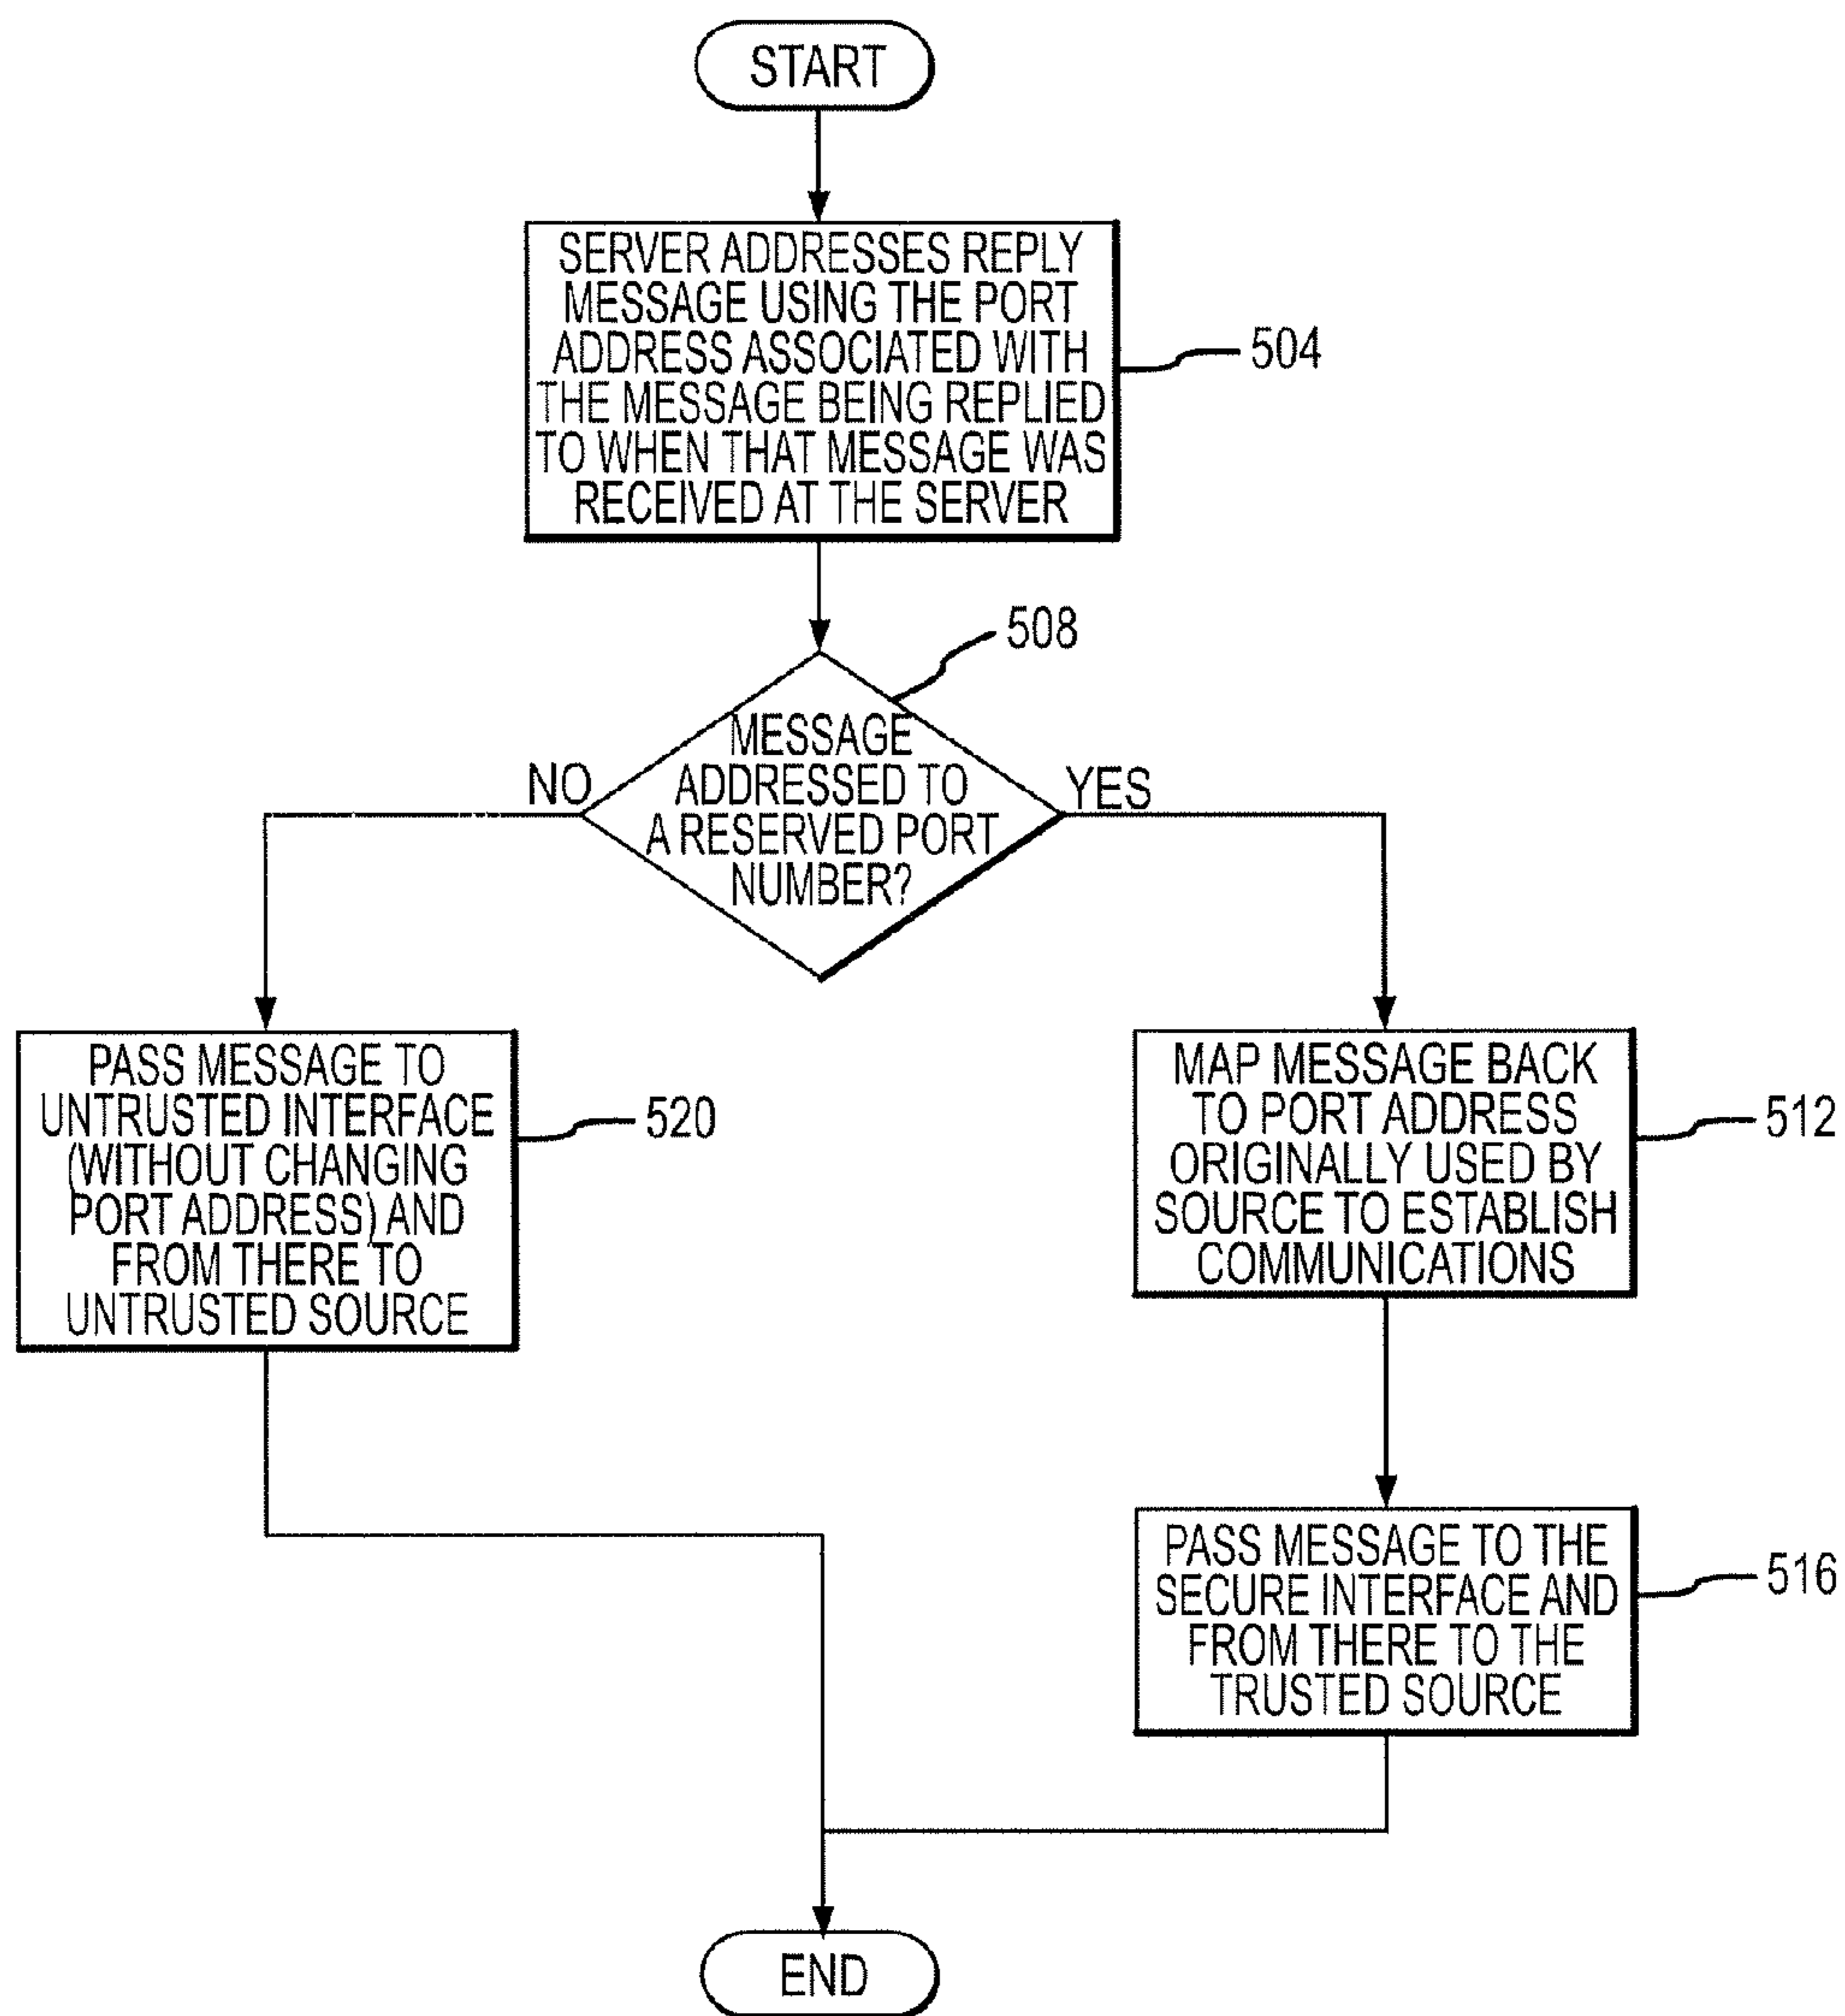 START
SERVER ADDRESSES REPLY
MESSAGE USING THE PORT
ADDRESS ASSOCIATED WITH
THE MESSAGE BEING REPLIED
TO WHEN THAT MESSAGE WAS
RECEIVED AT THE SERVER
504
508
MESSAGE
ADDRESSED TO
A RESERVED PORT
NUMBER?
NO
YES
PASS MESSAGE TO
UNTRUSTED INTERFACE
(WITHOUT CHANGING
PORT ADDRESS) AND
FROM THERE TO
UNTRUSTED SOURCE
520
MAP MESSAGE BACK
TO PORT ADDRESS
ORIGINALLY USED BY
SOURCE TO ESTABLISH
COMMUNICATIONS
512
PASS MESSAGE TO THE
SECURE INTERFACE AND
FROM THERE TO THE
TRUSTED SOURCE
516
END